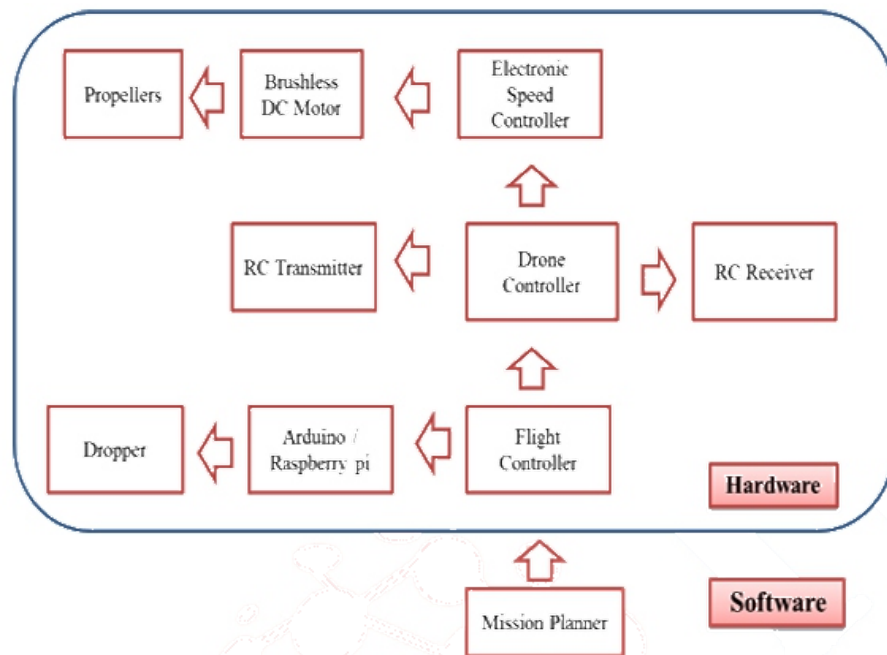 Propellers
Brushless
DC Motor
Electronic
Speed
Controller
RC Transmitter
Drone
Controller
RC Receiver
Dropper
Arduino /
Raspberry pi
Flight
Controller
Hardware
Mission Planner
Software